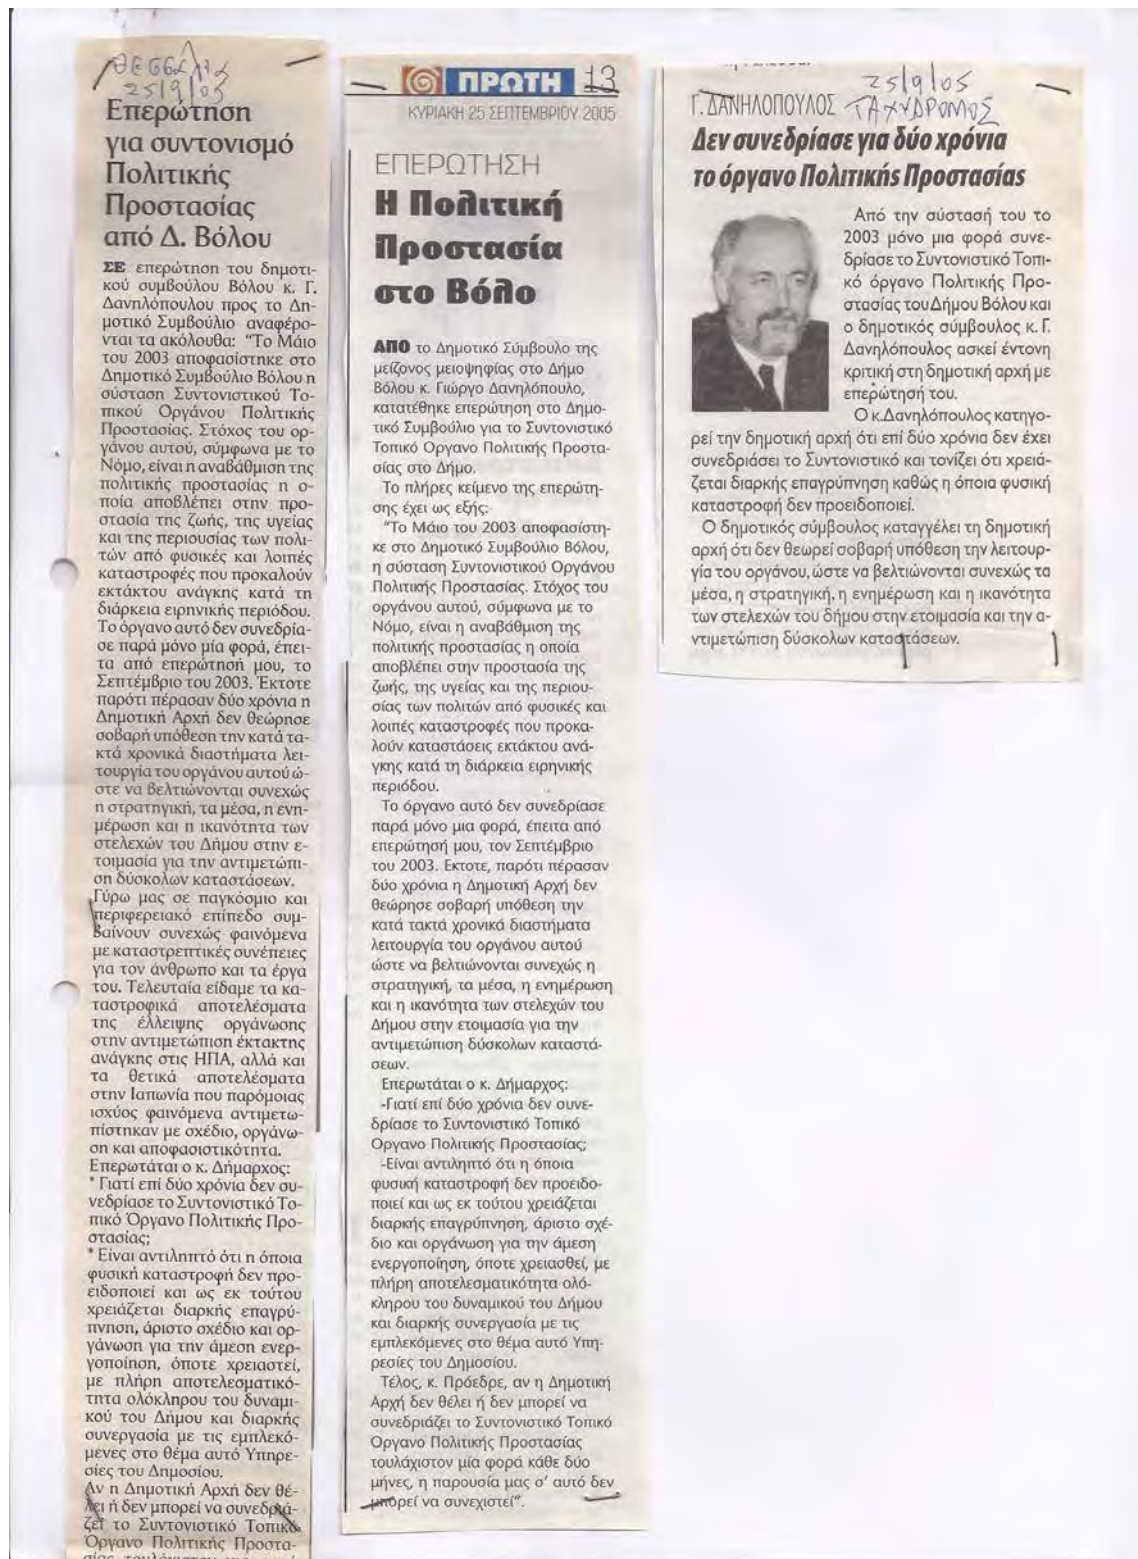 ΘΕΣΣΑΛΙΑ
25/9/05
Επερώτηση
για συντονισμό
Πολιτικής
Προστασίας
από Δ. Βόλου
ΣΕ επερώτηση του δημοτι-
κού συμβούλου Βόλου κ. Γ.
Δανηλόπουλου προς το Δη-
μοτικό Συμβούλιο αναφέρο-
νται τα ακόλουθα: "Το Μάιο
του 2003 αποφασίστηκε στο
Δημοτικό Συμβούλιο Βόλου η
σύσταση Συντονιστικού Το-
πικού Οργάνου Πολιτικής
Προστασίας. Στόχος του ορ-
γάνου αυτού, σύμφωνα με το
Νόμο, είναι η αναβάθμιση της
πολιτικής προστασίας η ο-
ποία αποβλέπει στην προ-
στασία της ζωής, της υγείας
και της περιουσίας των πολι-
τών από φυσικές και λοιπές
καταστροφές που προκαλούν
εκτάκτου ανάγκης κατά τη
διάρκεια ειρηνικής περιόδου.
Το όργανο αυτό δεν συνεδρία-
σε παρά μόνο μία φορά, έπει-
τα από επερώτησή μου, το
Σεπτέμβριο του 2003. Έκτοτε
παρότι πέρασαν δύο χρόνια η
Δημοτική Αρχή δεν θεώρησε
σοβαρή υπόθεση την κατά τα-
κτά χρονικά διαστήματα λει-
τουργία του οργάνου αυτού ώ-
στε να βελτιώνονται συνεχώς
η στρατηγική, τα μέσα, η ενη-
μέρωση και η ικανότητα των
στελεχών του Δήμου στην ε-
τοιμασία για την αντιμετώπι-
ση δύσκολων καταστάσεων.
Γύρω μας σε παγκόσμιο και
περιφερειακό επίπεδο συμ-
βαίνουν συνεχώς φαινόμενα
με καταστρεπτικές συνέπειες
για τον άνθρωπο και τα έργα
του. Τελευταία είδαμε τα κα-
ταστροφικά αποτελέσματα
της έλλειψης οργάνωσης
στην αντιμετώπιση έκτακτης
ανάγκης στις ΗΠΑ, αλλά και
τα θετικά αποτελέσματα
στην Ιαπωνία που παρόμοιας
ισχύος φαινόμενα αντιμετω-
πίστηκαν με σχέδιο, οργάνω-
ση και αποφασιστικότητα.
Επερωτάται ο κ. Δήμαρχος:
* Γιατί επί δύο χρόνια δεν συ-
νεδρίασε το Συντονιστικό Το-
πικό Όργανο Πολιτικής Προ-
στασίας;
* Είναι αντιληπτό ότι η όποια
φυσική καταστροφή δεν προ-
ειδοποιεί και ως εκ τούτου
χρειάζεται διαρκής επαγρύ-
πνηση, άριστο σχέδιο και ορ-
γάνωση για την άμεση ενερ-
γοποίηση, όποτε χρειαστεί,
με πλήρη αποτελεσματικό-
τητα ολόκληρου του δυναμι-
κού του Δήμου και διαρκής
συνεργασία με τις εμπλεκό-
μενες στο θέμα αυτό Υπηρε-
σίες του Δημοσίου.
Αν η Δημοτική Αρχή δεν θέ-
λει ή δεν μπορεί να συνεδριά-
ζει το Συντονιστικό Τοπικό
Όργανο Πολιτικής Προστα-
ΠΡΩΤΗ 13
ΚΥΡΙΑΚΗ 25 ΣΕΠΤΕΜΒΡΙΟΥ 2005
ΕΠΕΡΩΤΗΣΗ
Η Πολιτική
Προστασία
στο Βόλο
ΑΠΟ το Δημοτικό Σύμβουλο της
μείζονος μειοψηφίας στο Δήμο
Βόλου κ. Γιώργο Δανηλόπουλο,
κατατέθηκε επερώτηση στο Δημο-
τικό Συμβούλιο για το Συντονιστικό
Τοπικό Οργανο Πολιτικής Προστα-
σίας στο Δήμο.
Το πλήρες κείμενο της επερώτη-
σης έχει ως εξής:
"Το Μάιο του 2003 αποφασίστη-
κε στο Δημοτικό Συμβούλιο Βόλου,
η σύσταση Συντονιστικού Οργάνου
Πολιτικής Προστασίας. Στόχος του
οργάνου αυτού, σύμφωνα με το
Νόμο, είναι η αναβάθμιση της
πολιτικής προστασίας η οποία
αποβλέπει στην προστασία της
ζωής, της υγείας και της περιου-
σίας των πολιτών από φυσικές και
λοιπές καταστροφές που προκα-
λούν καταστάσεις εκτάκτου ανά-
γκης κατά τη διάρκεια ειρηνικής
περιόδου.
Το όργανο αυτό δεν συνεδρίασε
παρά μόνο μια φορά, έπειτα από
επερώτησή μου, τον Σεπτέμβριο
του 2003. Εκτοτε, παρότι πέρασαν
δύο χρόνια η Δημοτική Αρχή δεν
θεώρησε σοβαρή υπόθεση την
κατά τακτά χρονικά διαστήματα
λειτουργία του οργάνου αυτού
ώστε να βελτιώνονται συνεχώς η
στρατηγική, τα μέσα, η ενημέρωση
και η ικανότητα των στελεχών του
Δήμου στην ετοιμασία για την
αντιμετώπιση δύσκολων καταστά-
σεων.
Επερωτάται ο κ. Δήμαρχος:
-Γιατί επί δύο χρόνια δεν συνε-
δρίασε το Συντονιστικό Τοπικό
Οργανο Πολιτικής Προστασίας;
-Είναι αντιληπτό ότι η όποια
φυσική καταστροφή δεν προειδο-
ποιεί και ως εκ τούτου χρειάζεται
διαρκής επαγρύπνηση, άριστο σχέ-
διο και οργάνωση για την άμεση
ενεργοποίηση, όποτε χρειασθεί, με
πλήρη αποτελεσματικότητα ολό-
κληρου του δυναμικού του Δήμου
και διαρκής συνεργασία με τις
εμπλεκόμενες στο θέμα αυτό Υπη-
ρεσίες του Δημοσίου.
Τέλος, κ. Πρόεδρε, αν η Δημοτική
Αρχή δεν θέλει ή δεν μπορεί να
συνεδριάζει το Συντονιστικό Τοπικό
Οργανο Πολιτικής Προστασίας
τουλάχιστον μία φορά κάθε δύο
μήνες, η παρουσία μας σ' αυτό δεν
μπορεί να συνεχιστεί".
25/9/05
Γ. ΔΑΝΗΛΟΠΟΥΛΟΣ ΤΑΧΥΔΡΟΜΟΣ
Δεν συνεδρίασε για δύο χρόνια
το όργανο Πολιτικής Προστασίας
Από την σύστασή του το
2003 μόνο μια φορά συνε-
δρίασε το Συντονιστικό Τοπι-
κό όργανο Πολιτικής Προ-
στασίας του Δήμου Βόλου και
ο δημοτικός σύμβουλος κ. Γ.
Δανηλόπουλος ασκεί έντονη
κριτική στη δημοτική αρχή με
επερώτησή του.
Ο κ.Δανηλόπουλος κατηγο-
ρεί την δημοτική αρχή ότι επί δύο χρόνια δεν έχει
συνεδριάσει το Συντονιστικό και τονίζει ότι χρειά-
ζεται διαρκής επαγρύπνηση καθώς η όποια φυσική
καταστροφή δεν προειδοποιεί.
Ο δημοτικός σύμβουλος καταγγέλει τη δημοτική
αρχή ότι δεν θεωρεί σοβαρή υπόθεση την λειτουρ-
γία του οργάνου, ώστε να βελτιώνονται συνεχώς τα
μέσα, η στρατηγική, η ενημέρωση και η ικανότητα
των στελεχών του δήμου στην ετοιμασία και την α-
ντιμετώπιση δύσκολων καταστάσεων.